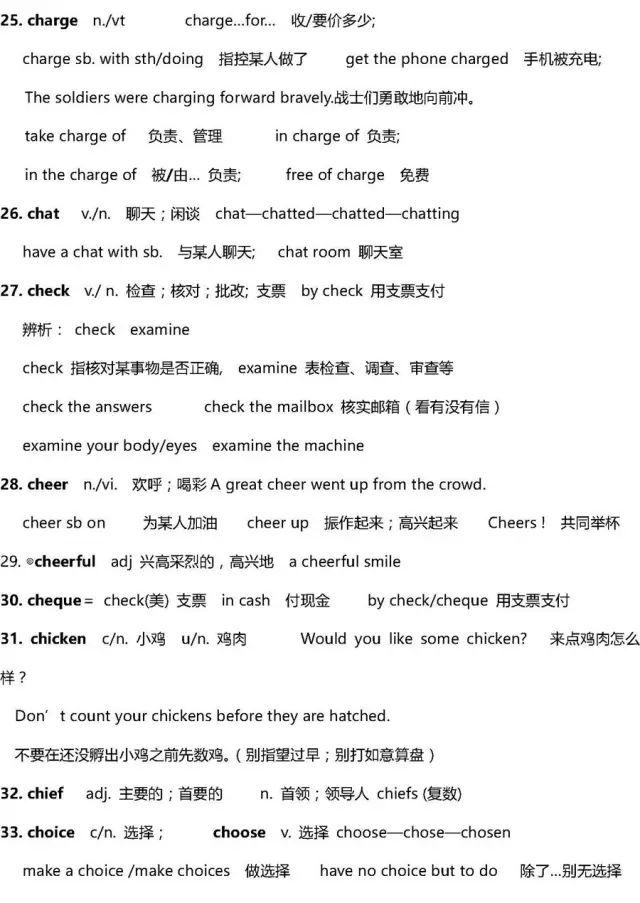 25. charge n./vt charge...for... 收/要价多少;
charge sb. with sth/doing 指控某人做了 get the phone charged 手机被充电;
The soldiers were charging forward bravely.战士们勇敢地向前冲。
take charge of 负责、管理 in charge of 负责;
in the charge of 被/由... 负责; free of charge 免费
26. chat v./n. 聊天；闲谈 chat—chatted—chatted—chatting
have a chat with sb. 与某人聊天; chat room 聊天室
27. check v./ n. 检查；核对；批改; 支票 by check 用支票支付
辨析： check examine
check 指核对某事物是否正确, examine 表检查、调查、审查等
check the answers check the mailbox 核实邮箱（看有没有信）
examine your body/eyes examine the machine
28. cheer n./vi. 欢呼；喝彩 A great cheer went up from the crowd.
cheer sb on 为某人加油 cheer up 振作起来；高兴起来 Cheers！ 共同举杯
29. ⊙cheerful adj 兴高采烈的，高兴地 a cheerful smile
30. cheque = check(美) 支票 in cash 付现金 by check/cheque 用支票支付
31. chicken c/n. 小鸡 u/n. 鸡肉 Would you like some chicken? 来点鸡肉怎么
样？
Don't count your chickens before they are hatched.
不要在还没孵出小鸡之前先数鸡。（别指望过早；别打如意算盘）
32. chief adj. 主要的；首要的 n. 首领；领导人 chiefs (复数)
33. choice c/n. 选择； choose v. 选择 choose—chose—chosen
make a choice /make choices 做选择 have no choice but to do 除了...别无选择